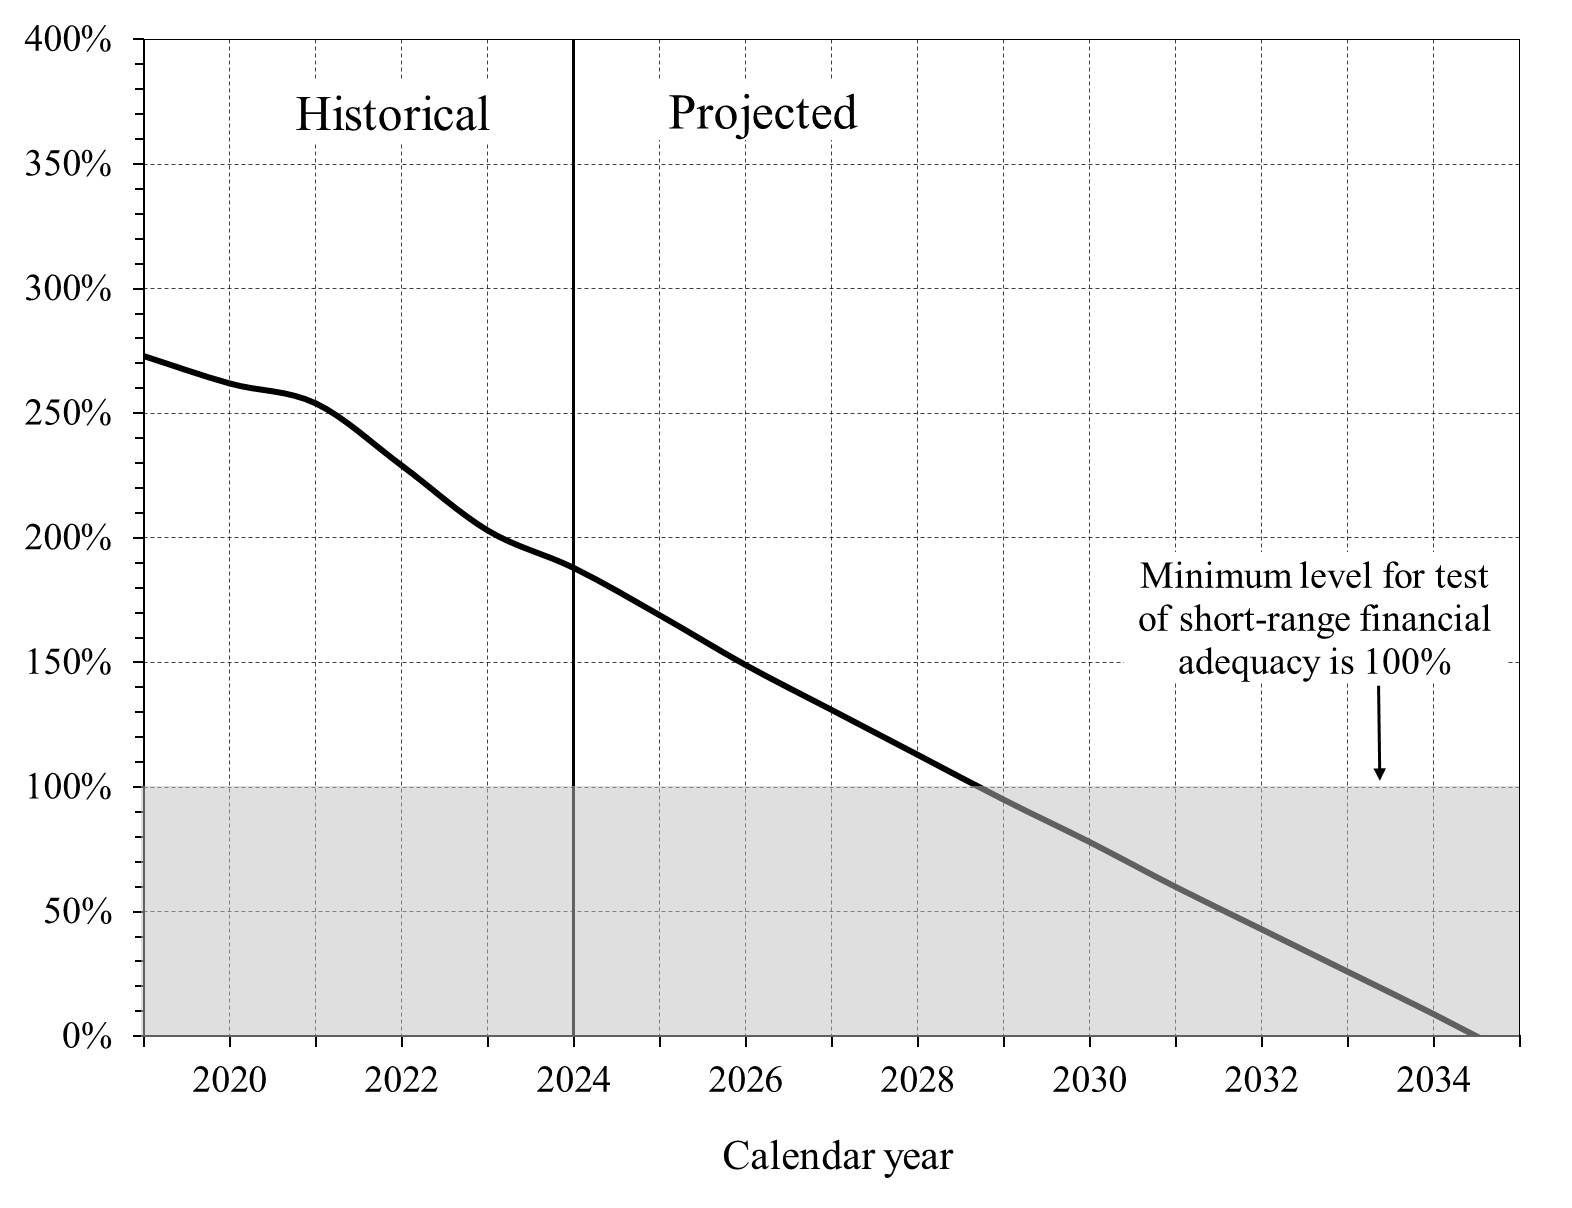 400%
Historical
Projected
350%
300%
250%
200%
Minimum level for test
of short-range financial
adequacy is 100%
150%
100%
50%
0%
2020
2022
2024
2026
2028
2030
2032
2034
Calendar year